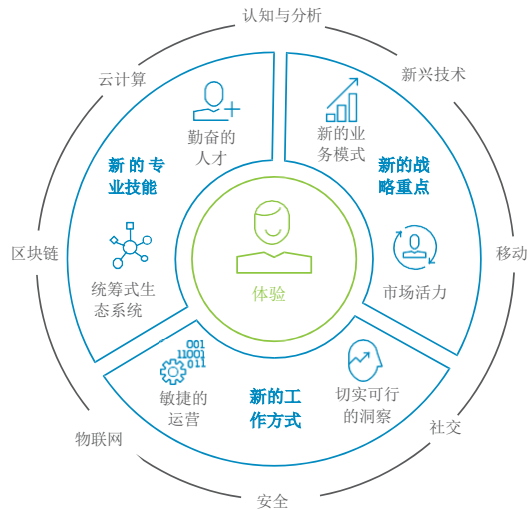 认知与分析
云计算
新兴技术
勤奋的
人才
新的业
务模式
新的专
业技能
新的战
略重点
区块链
移动
统筹式生
态系统
体验
市场活力
001
11001
011
敏捷的
运营
新的工
作方式
切实可行
的洞察
物联网
社交
安全